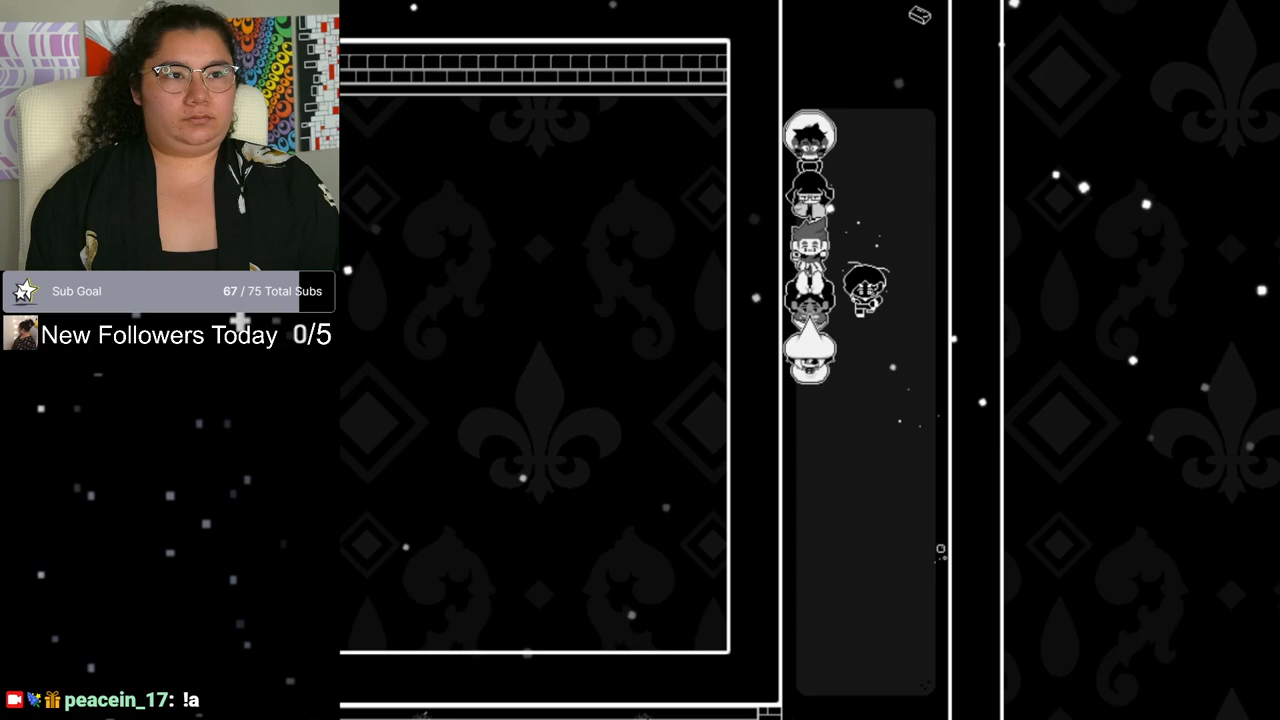 Sub Goal 67 / 75 Total Subs
New Followers Today 0/5
peacein_17: !a